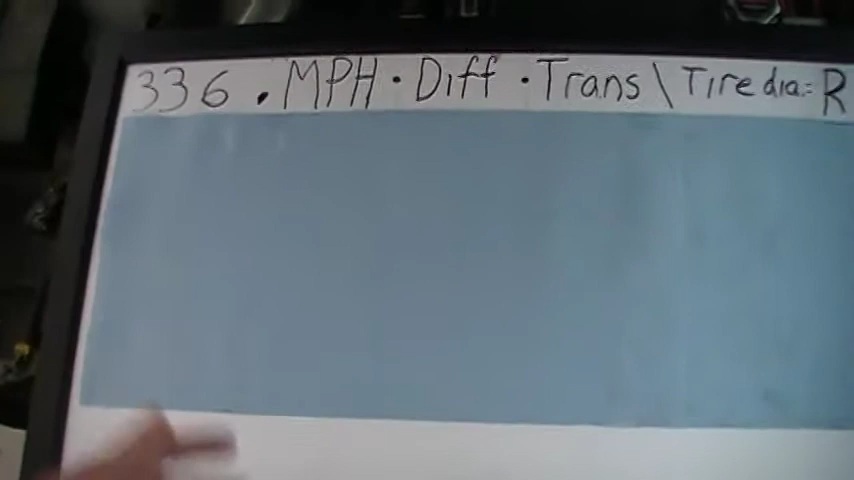 336 . MPH · Diff · Trans \ Tire dia = R